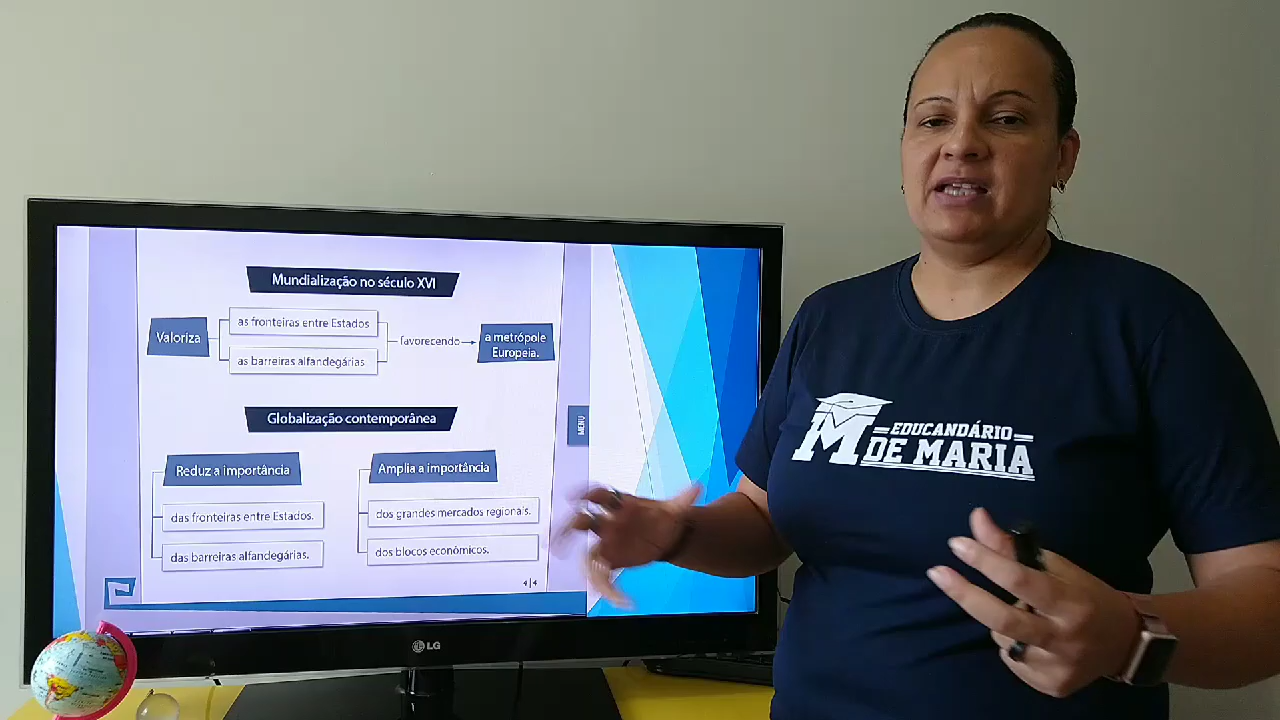 Mundialização no século XVI
Valoriza
as fronteiras entre Estados
as barreiras alfandegárias
favorecendo
a metrópole
Europeia.
Globalização contemporânea
MENU
Reduz a importância
das fronteiras entre Estados.
das barreiras alfandegárias.
Amplia a importância
dos grandes mercados regionais.
dos blocos econômicos.
4|4
LG
M EDUCANDÁRIO
DE MARIA